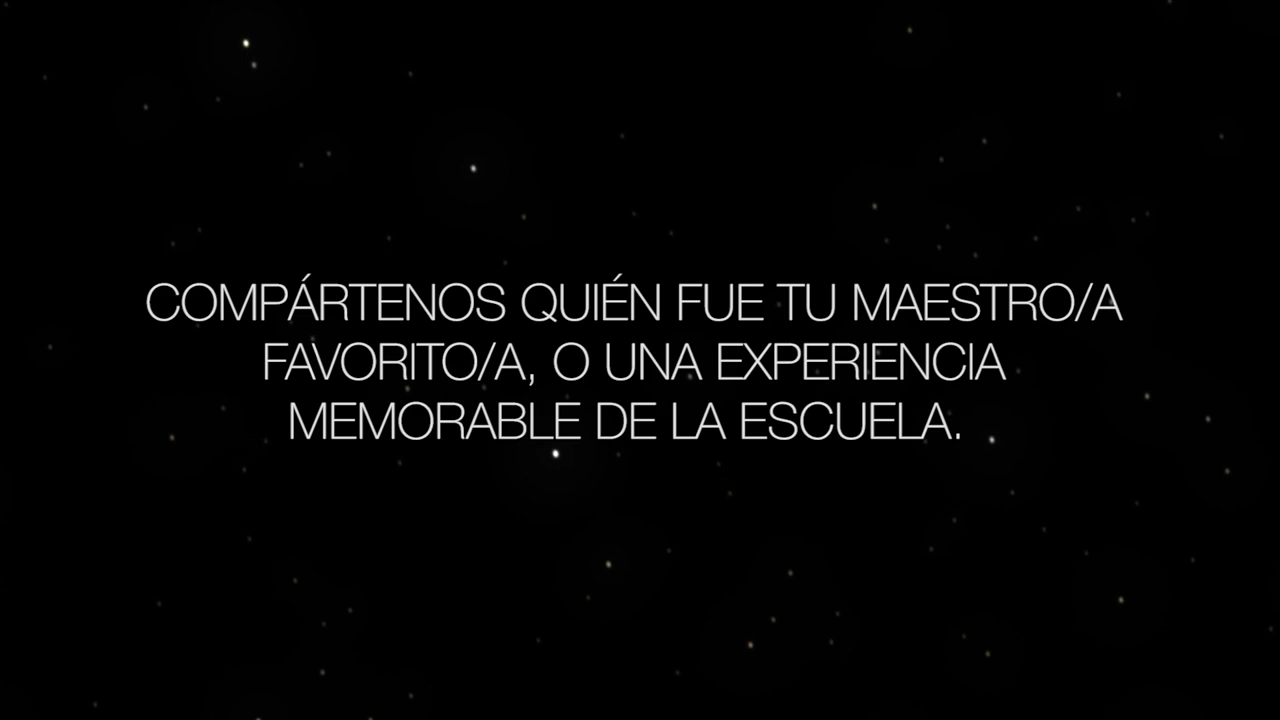 COMPÁRTENOS QUIÉN FUE TU MAESTRO/A
FAVORITO/A, O UNA EXPERIENCIA
MEMORABLE DE LA ESCUELA.